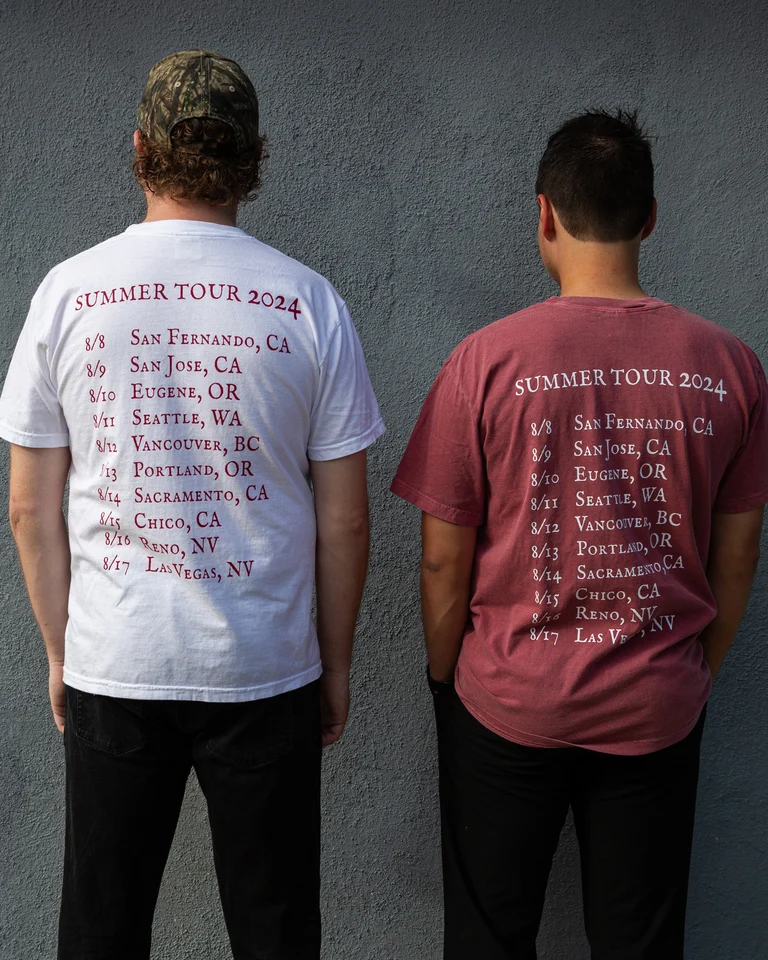 SUMMER TOUR 2024
8/8 SAN FERNANDO, CA
8/9 SAN JOSE, CA
8/10 EUGENE, OR
8/11 SEATTLE, WA
8/12 VANCOUVER, BC
/13 PORTLAND, OR
8/14 SACRAMENTO, CA
8/15 CHICO, CA
8/16 RENO, NV
8/17 LAS VEGAS, NV
SUMMER TOUR 2024
8/8 SAN FERNANDO, CA
8/9 SAN JOSE, CA
8/10 EUGENE, OR
8/11 SEATTLE, WA
8/12 VANCOUVER, BC
8/13 PORTLAND, OR
8/14 SACRAMENTO, CA
8/15 CHICO, CA
8/16 RENO, NV
8/17 LAS VE , NV